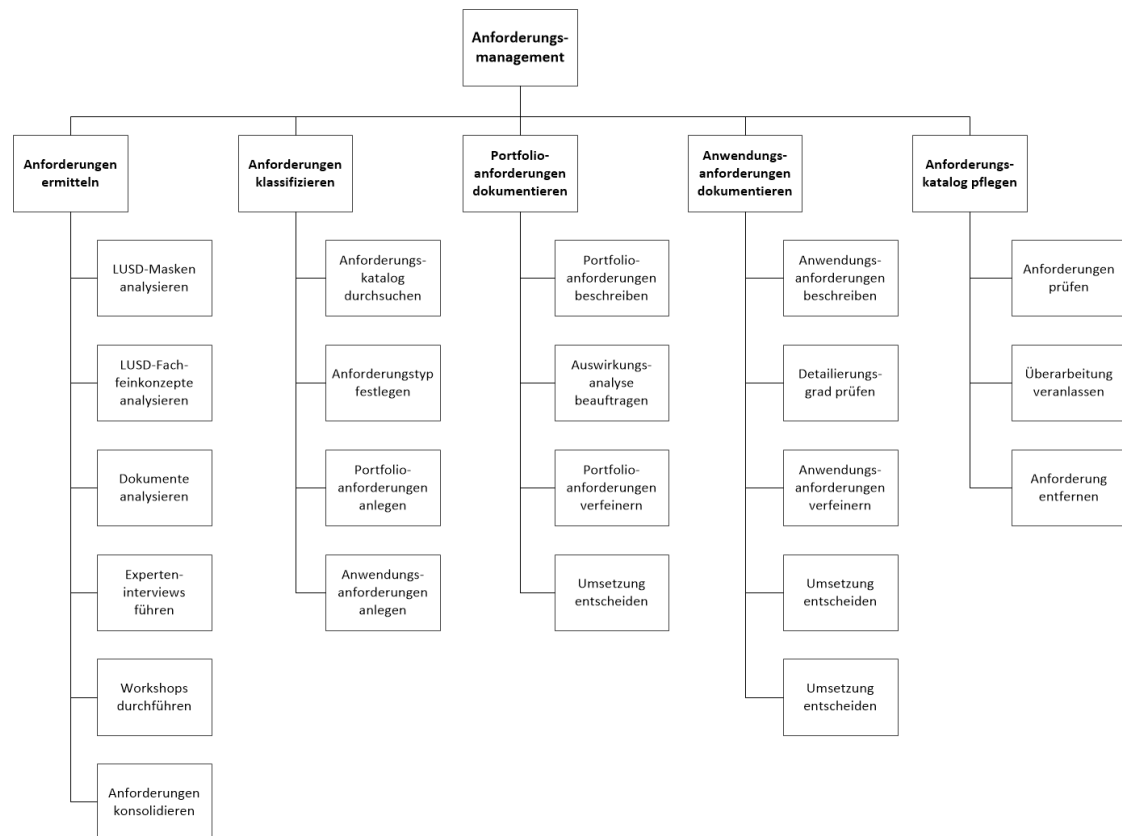 Anforderungs-
management
Anforderungen
ermitteln
LUSD-Masken
analysieren
LUSD-Fach-
feinkonzepte
analysieren
Dokumente
analysieren
Experten-
interviews
führen
Workshops
durchführen
Anforderungen
konsolidieren
Anforderungen
klassifizieren
Anforderungs-
katalog
durchsuchen
Anforderungstyp
festlegen
Portfolio-
anforderungen
anlegen
Anwendungs-
anforderungen
anlegen
Portfolio-
anforderungen
dokumentieren
Portfolio-
anforderungen
beschreiben
Auswirkungs-
analyse
beauftragen
Portfolio-
anforderungen
verfeinern
Umsetzung
entscheiden
Anwendungs-
anforderungen
dokumentieren
Anwendungs-
anforderungen
beschreiben
Detailierungs-
grad prüfen
Anwendungs-
anforderungen
verfeinern
Umsetzung
entscheiden
Umsetzung
entscheiden
Anforderungs-
katalog pflegen
Anforderungen
prüfen
Überarbeitung
veranlassen
Anforderung
entfernen